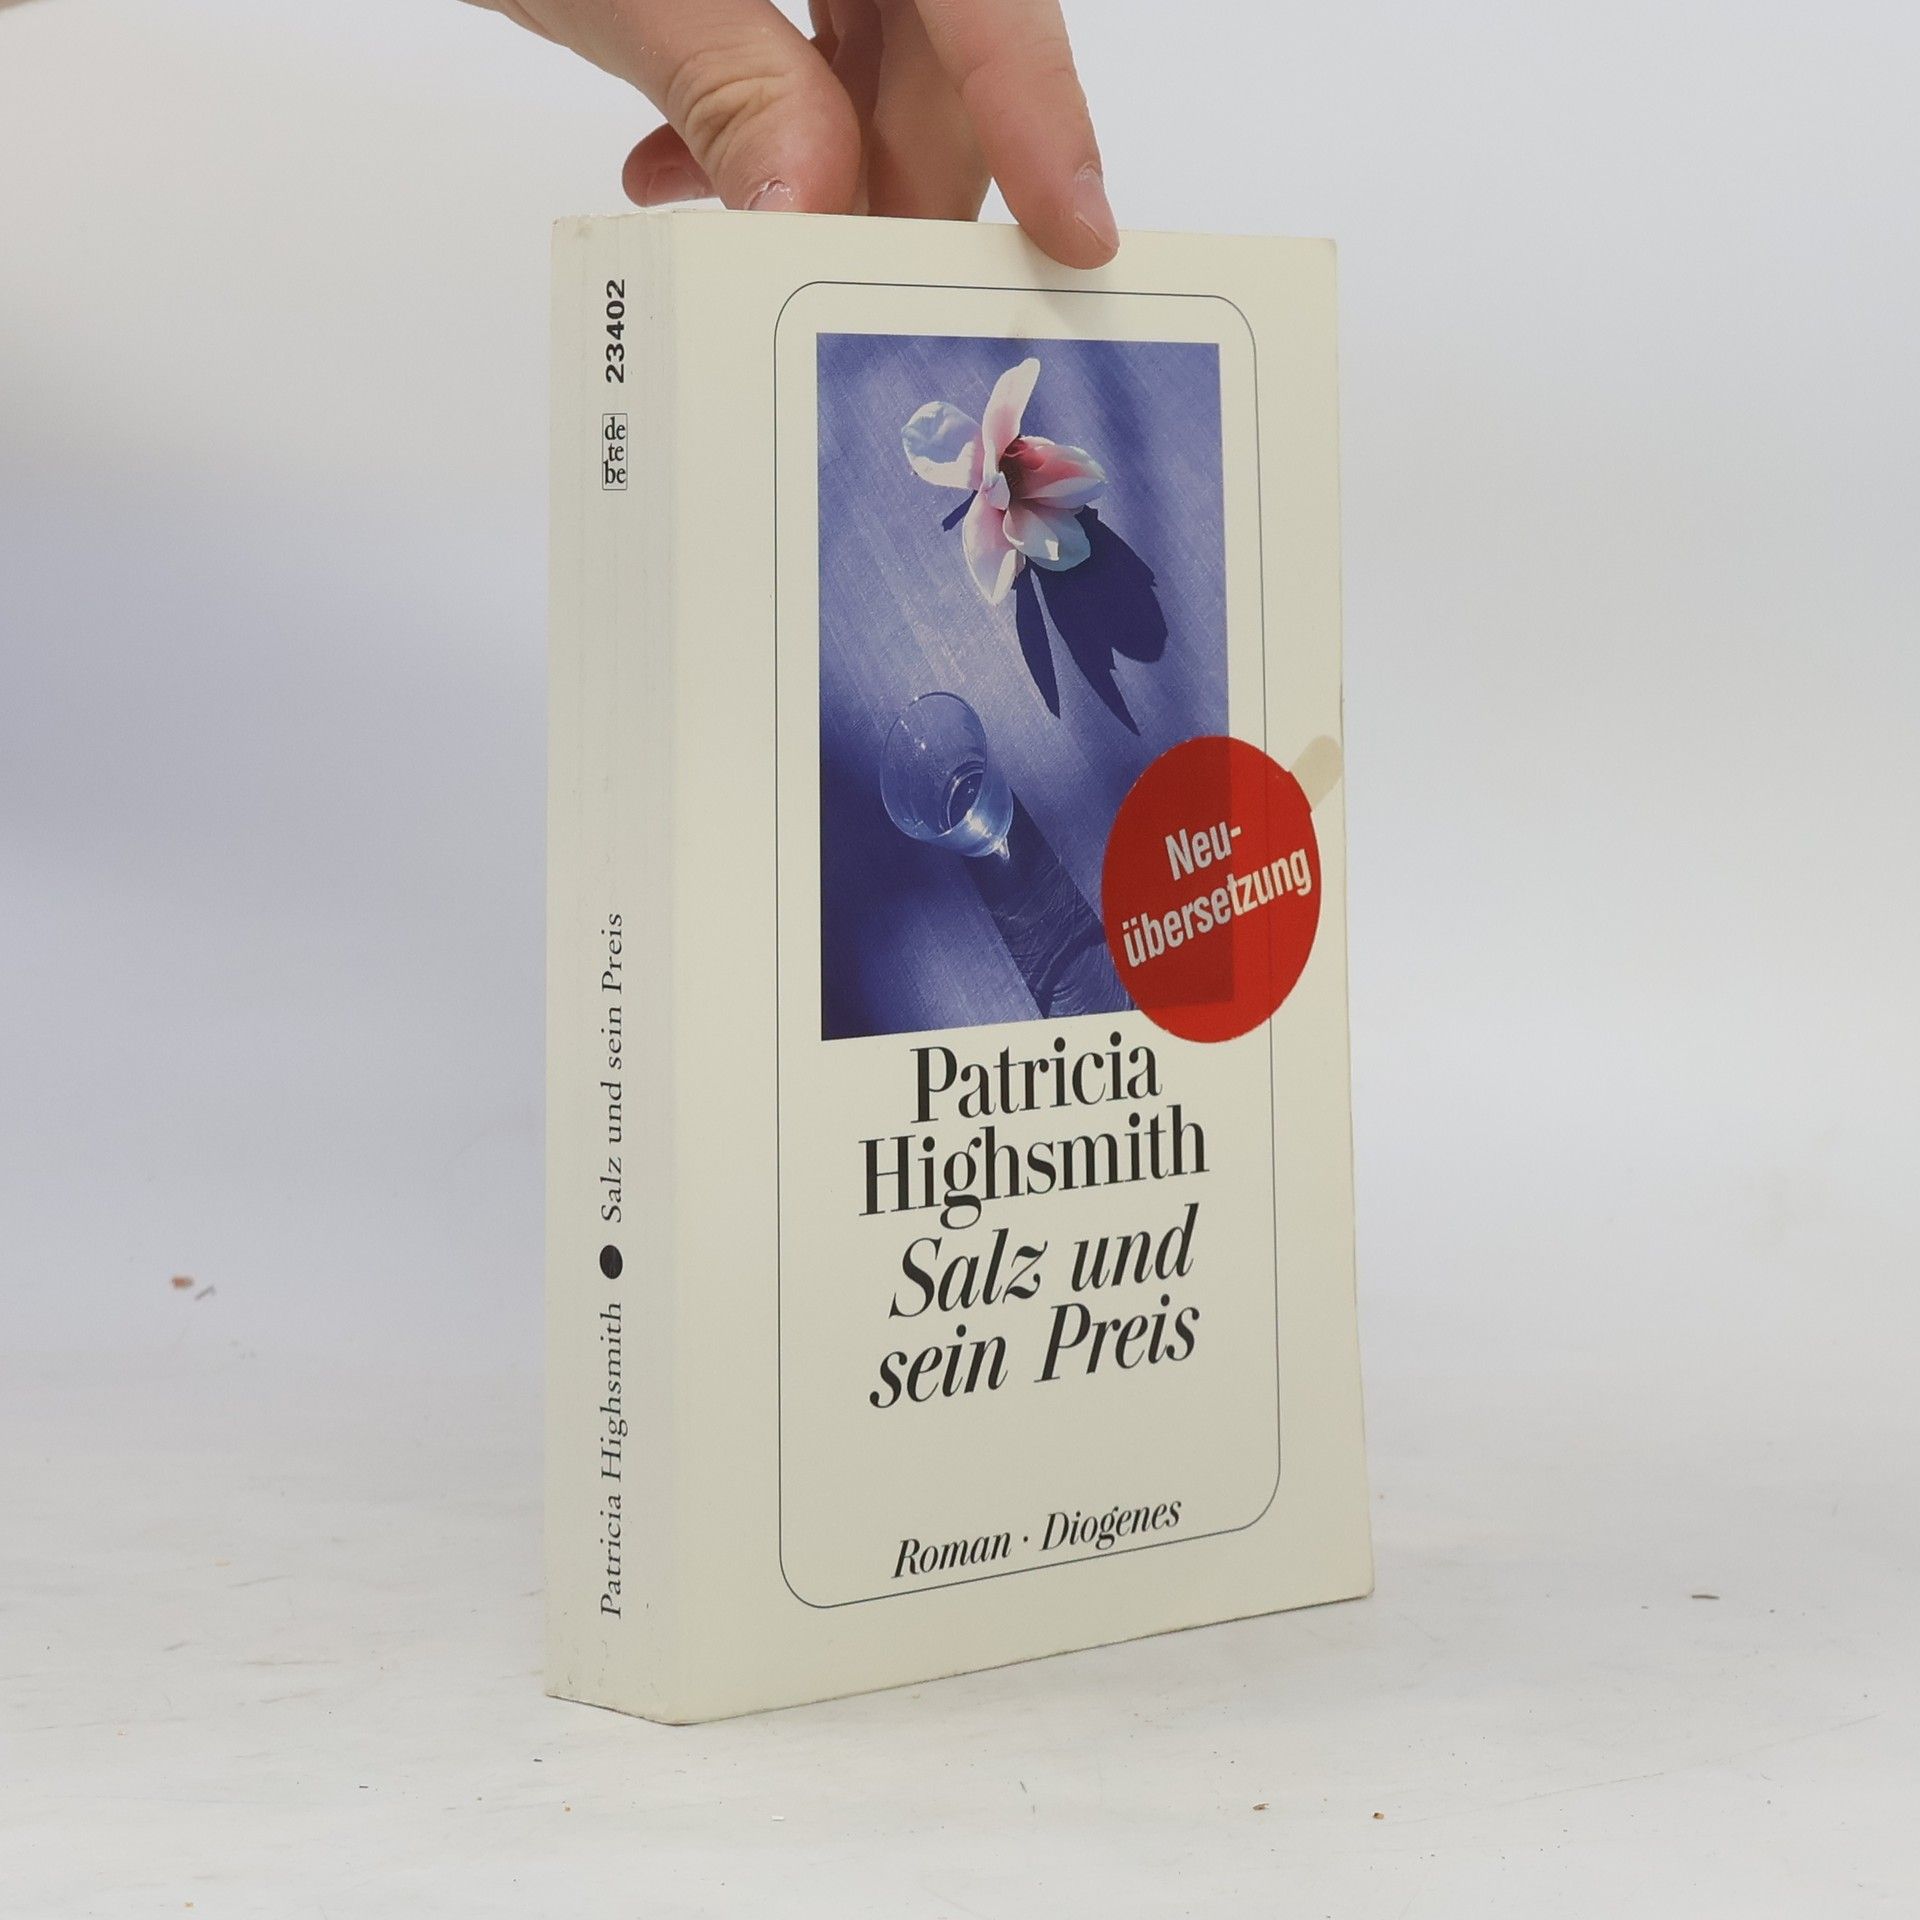 23402
de
te
be
Patricia Highsmith ● Salz und sein Preis
Neu-
übersetzung
Patricia
Highsmith
Salz und
sein Preis
Roman · Diogenes